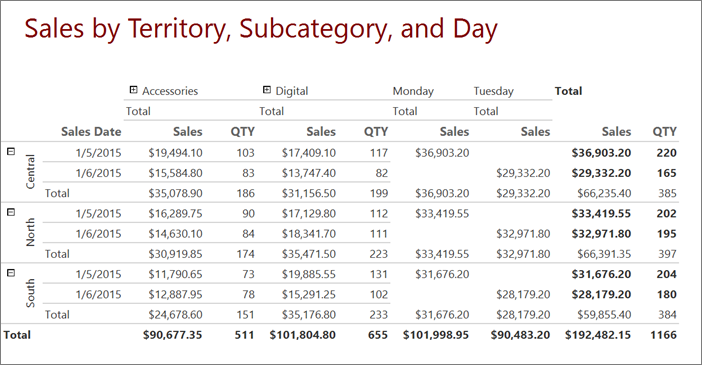 Sales by Territory, Subcategory, and Day
Accessories Digital Monday Tuesday Total
Total Total Total Total
Sales Date Sales QTY Sales QTY Sales Sales Sales QTY
Central
1/5/2015 $19,494.10 103 $17,409.10 117 $36,903.20 $36,903.20 220
1/6/2015 $15,584.80 83 $13,747.40 82 $29,332.20 $29,332.20 165
Total $35,078.90 186 $31,156.50 199 $36,903.20 $29,332.20 $66,235.40 385
North
1/5/2015 $16,289.75 90 $17,129.80 112 $33,419.55 $33,419.55 202
1/6/2015 $14,630.10 84 $18,341.70 111 $32,971.80 $32,971.80 195
Total $30,919.85 174 $35,471.50 223 $33,419.55 $32,971.80 $66,391.35 397
South
1/5/2015 $11,790.65 73 $19,885.55 131 $31,676.20 $31,676.20 204
1/6/2015 $12,887.95 78 $15,291.25 102 $28,179.20 $28,179.20 180
Total $24,678.60 151 $35,176.80 233 $31,676.20 $28,179.20 $59,855.40 384
Total $90,677.35 511 $101,804.80 655 $101,998.95 $90,483.20 $192,482.15 1166